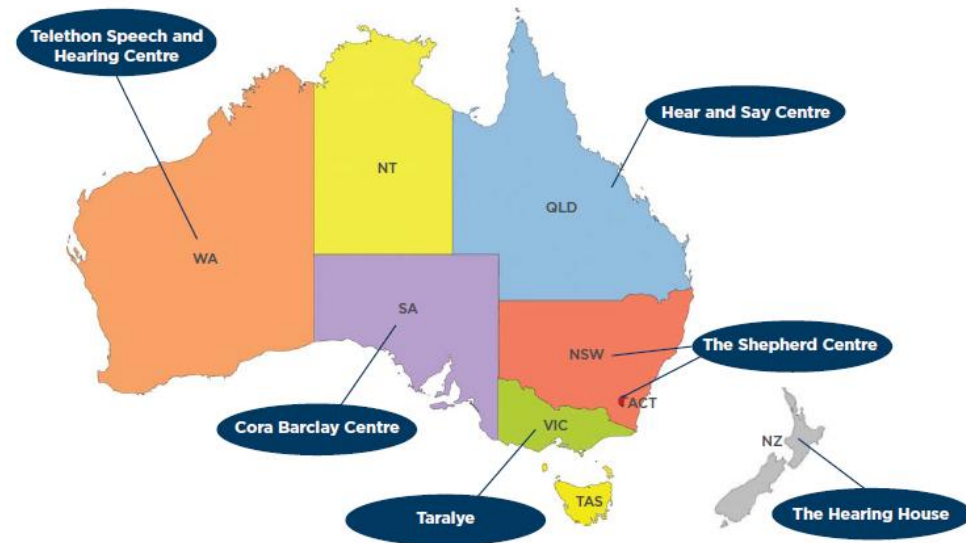 Telethon Speech and
Hearing Centre
Hear and Say Centre
NT
QLD
WA
SA
The Shepherd Centre
NSW
ACT
Cora Barclay Centre
VIC
NZ
TAS
Taralye
The Hearing House